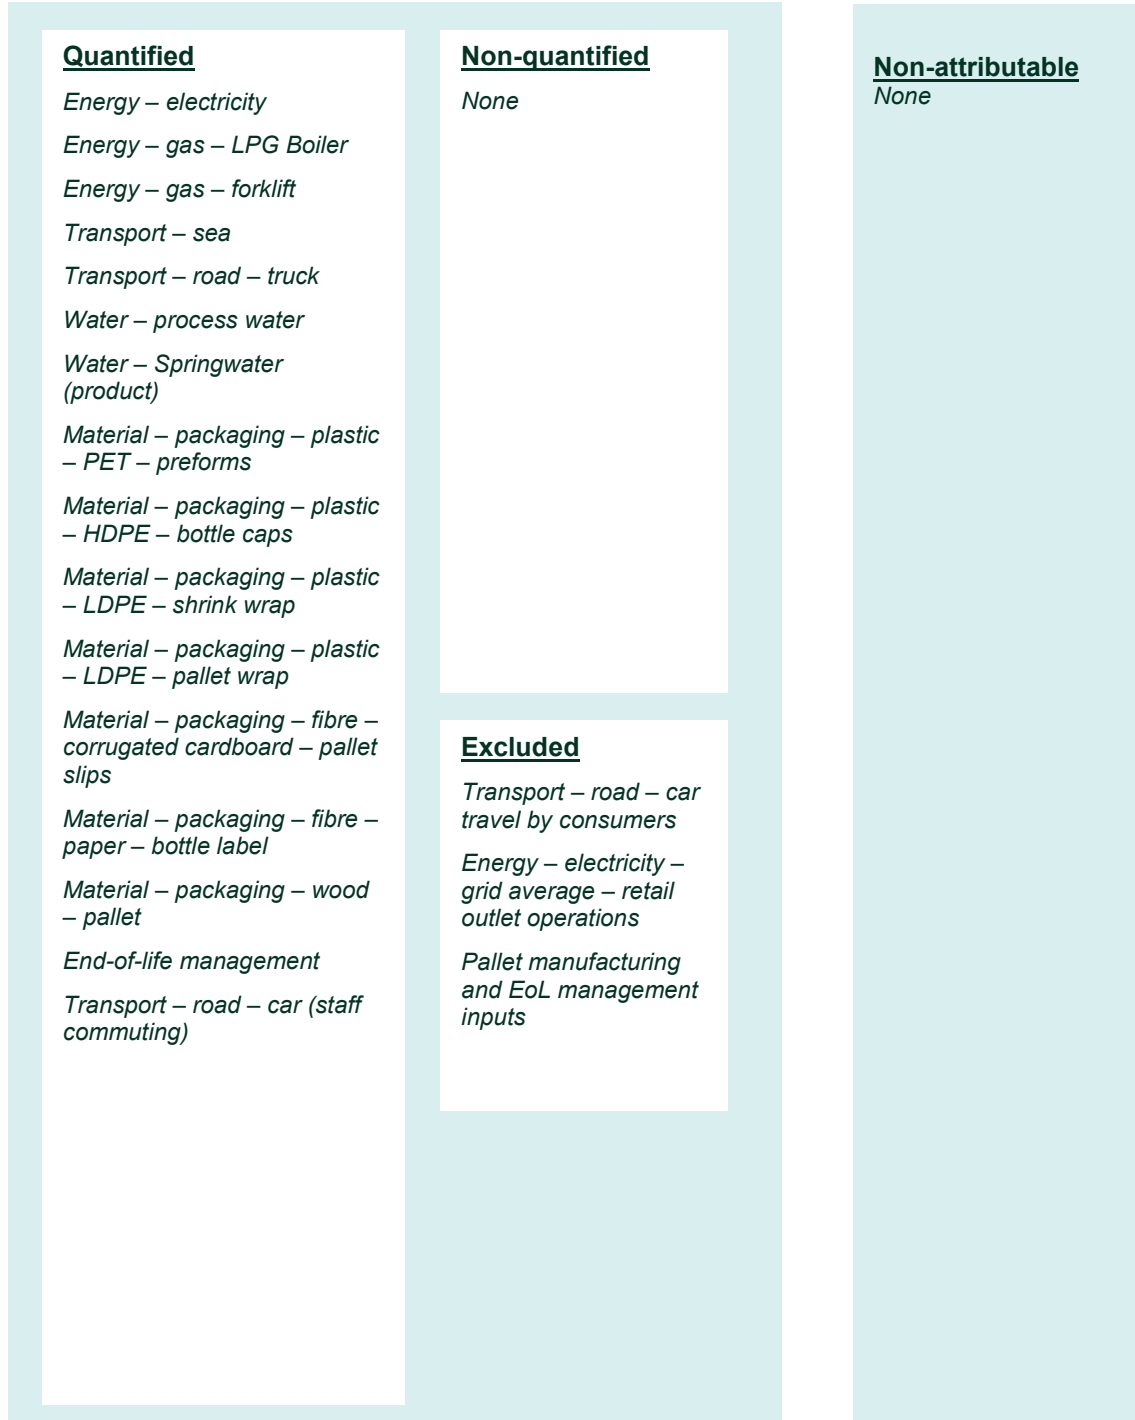 Quantified
Energy – electricity
Energy – gas – LPG Boiler
Energy – gas – forklift
Transport – sea
Transport – road – truck
Water – process water
Water – Springwater
(product)
Material – packaging – plastic
– PET – preforms
Material – packaging – plastic
– HDPE – bottle caps
Material – packaging – plastic
– LDPE – shrink wrap
Material – packaging – plastic
– LDPE – pallet wrap
Material – packaging – fibre –
corrugated cardboard – pallet
slips
Material – packaging – fibre –
paper – bottle label
Material – packaging – wood
– pallet
End-of-life management
Transport – road – car (staff
commuting)
Non-quantified
None
Excluded
Transport – road – car
travel by consumers
Energy – electricity –
grid average – retail
outlet operations
Pallet manufacturing
and EoL management
inputs
Non-attributable
None